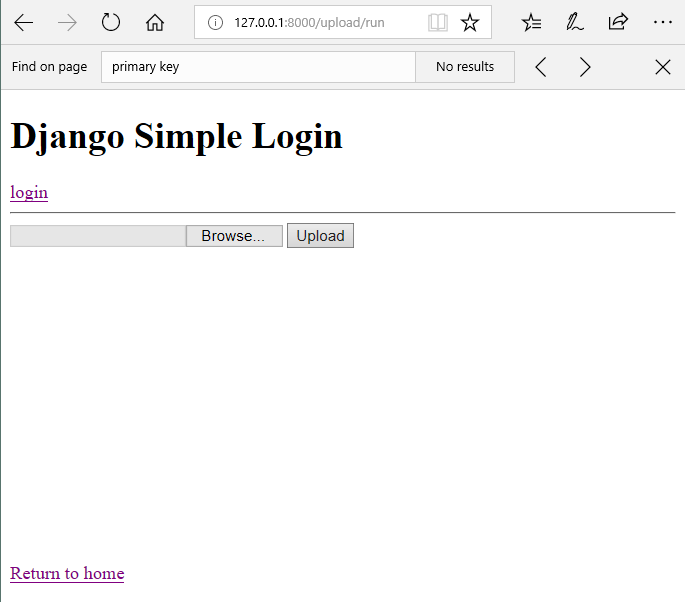 127.0.0.1:8000/upload/run
Find on page primary key No results
Django Simple Login
login
Browse... Upload
Return to home